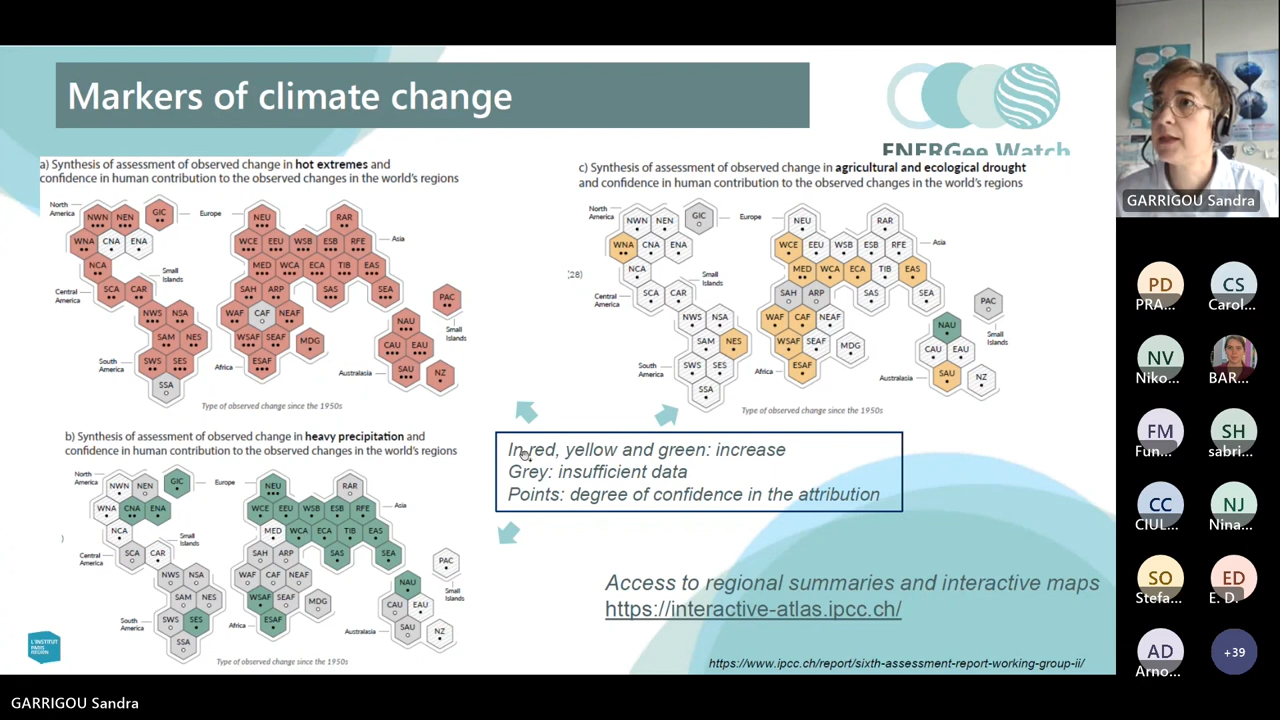 Markers of climate change
ENERGee Watch
a) Synthesis of assessment of observed change in hot extremes and
confidence in human contribution to the observed changes in the world's regions
North
America
NWN NEN GIC Europe NEU RAR
WNA CNA ENA WCE EEU WSB ESB RFE Asia
NCA MED WCA ECA TIB EAS
Small
Islands
Central
America
SCA CAR SAH ARP SAS SEA
NWS NSA WAF CAF NEAF NAU PAC
Small
Islands
SAM NES WSAF SEAF MDG CAU EAU
South
America
SWS SES Africa ESAF Australasia SAU NZ
SSA
Type of observed change since the 1950s
c) Synthesis of assessment of observed change in agricultural and ecological drought
and confidence in human contribution to the observed changes in the world's regions
North
America
NWN NEN GIC Europe NEU RAR
WNA CNA ENA WCE EEU WSB ESB RFE Asia
(28)
NCA MED WCA ECA TIB EAS
Small
Islands
Central
America
SCA CAR SAH ARP SAS SEA
NWS NSA WAF CAF NEAF NAU PAC
Small
Islands
SAM NES WSAF SEAF MDG CAU EAU
South
America
SWS SES Africa ESAF Australasia SAU NZ
SSA
Type of observed change since the 1950s
b) Synthesis of assessment of observed change in heavy precipitation and
confidence in human contribution to the observed changes in the world's regions
North
America
NWN NEN GIC Europe NEU RAR
WNA CNA ENA WCE EEU WSB ESB RFE Asia
)
NCA MED WCA ECA TIB EAS
Small
Islands
Central
America
SCA CAR SAH ARP SAS SEA
NWS NSA WAF CAF NEAF NAU PAC
Small
Islands
SAM NES WSAF SEAF MDG CAU EAU
South
America
SWS SES Africa ESAF Australasia SAU NZ
SSA
Type of observed change since the 1950s
In red, yellow and green: increase
Grey: insufficient data
Points: degree of confidence in the attribution
Access to regional summaries and interactive maps
https://interactive-atlas.ipcc.ch/
https://www.ipcc.ch/report/sixth-assessment-report-working-group-ii/
L'INSTITUT
PARIS
REGION
GARRIGOU Sandra
GARRIGOU Sandra
PD CS
PRA... Carol...
NV
Niko... BAR...
FM SH
Fun... sabri...
CC NJ
CIUL... Nina...
SO ED
Stefa... E. D.
AD +39
Arno...